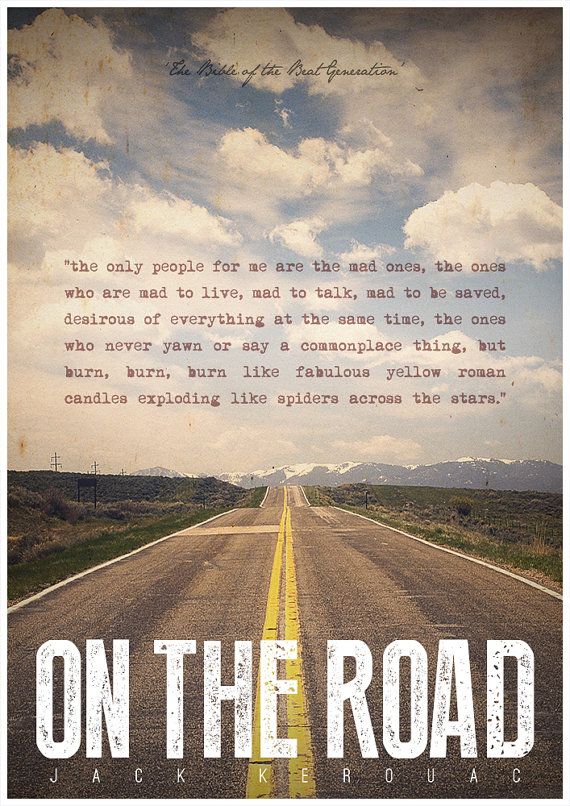 'The Bible of the Beat Generation'
"the only people for me are the mad ones, the ones
who are mad to live, mad to talk, mad to be saved,
desirous of everything at the same time, the ones
who never yawn or say a commonplace thing, but
burn, burn, burn like fabulous yellow roman
candles exploding like spiders across the stars."
ON THE ROAD
JACK KEROUAC